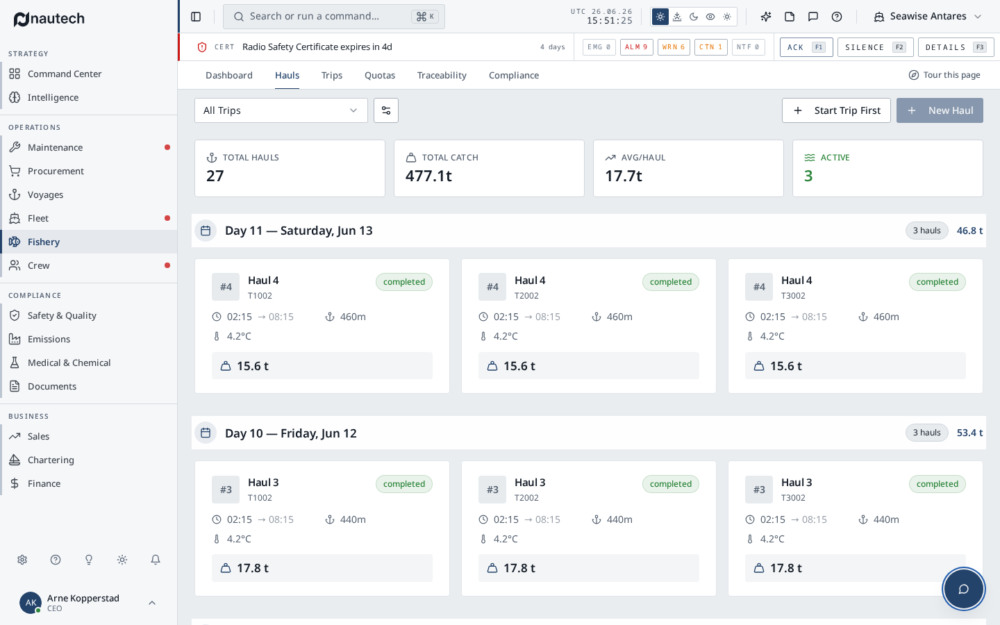 nautech
Search or run a command...
⌘ K
UTC 26.06.26
15:51:25
Seawise Antares
CERT Radio Safety Certificate expires in 4d
4 days
EMG 0
ALM 9
WRN 6
CTN 1
NTF 0
ACK F1
SILENCE F2
DETAILS F3
STRATEGY
Command Center
Intelligence
OPERATIONS
Maintenance
Procurement
Voyages
Fleet
Fishery
Crew
COMPLIANCE
Safety & Quality
Emissions
Medical & Chemical
Documents
BUSINESS
Sales
Chartering
Finance
AK
Arne Kopperstad
CEO
Dashboard
Hauls
Trips
Quotas
Traceability
Compliance
Tour this page
All Trips
Start Trip First
New Haul
TOTAL HAULS
27
TOTAL CATCH
477.1t
AVG/HAUL
17.7t
ACTIVE
3
Day 11 — Saturday, Jun 13
3 hauls
46.8 t
#4
Haul 4
T1002
completed
02:15 → 08:15
460m
4.2°C
15.6 t
#4
Haul 4
T2002
completed
02:15 → 08:15
460m
4.2°C
15.6 t
#4
Haul 4
T3002
completed
02:15 → 08:15
460m
4.2°C
15.6 t
Day 10 — Friday, Jun 12
3 hauls
53.4 t
#3
Haul 3
T1002
completed
02:15 → 08:15
440m
4.2°C
17.8 t
#3
Haul 3
T2002
completed
02:15 → 08:15
440m
4.2°C
17.8 t
#3
Haul 3
T3002
completed
02:15 → 08:15
440m
4.2°C
17.8 t